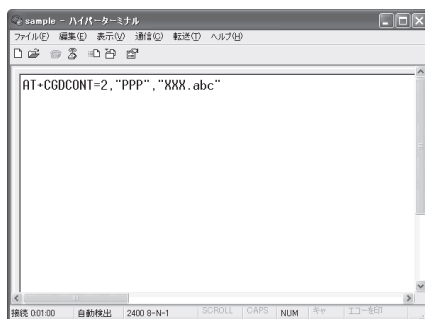 sample - ハイパーターミナル
ファイル(F) 編集(E) 表示(V) 通信(C) 転送(T) ヘルプ(H)
AT+CGDCONT=2,"PPP","XXX.abc"
接続 0:01:00 自動検出 2400 8-N-1 SCROLL CAPS NUM キャ エコーを印